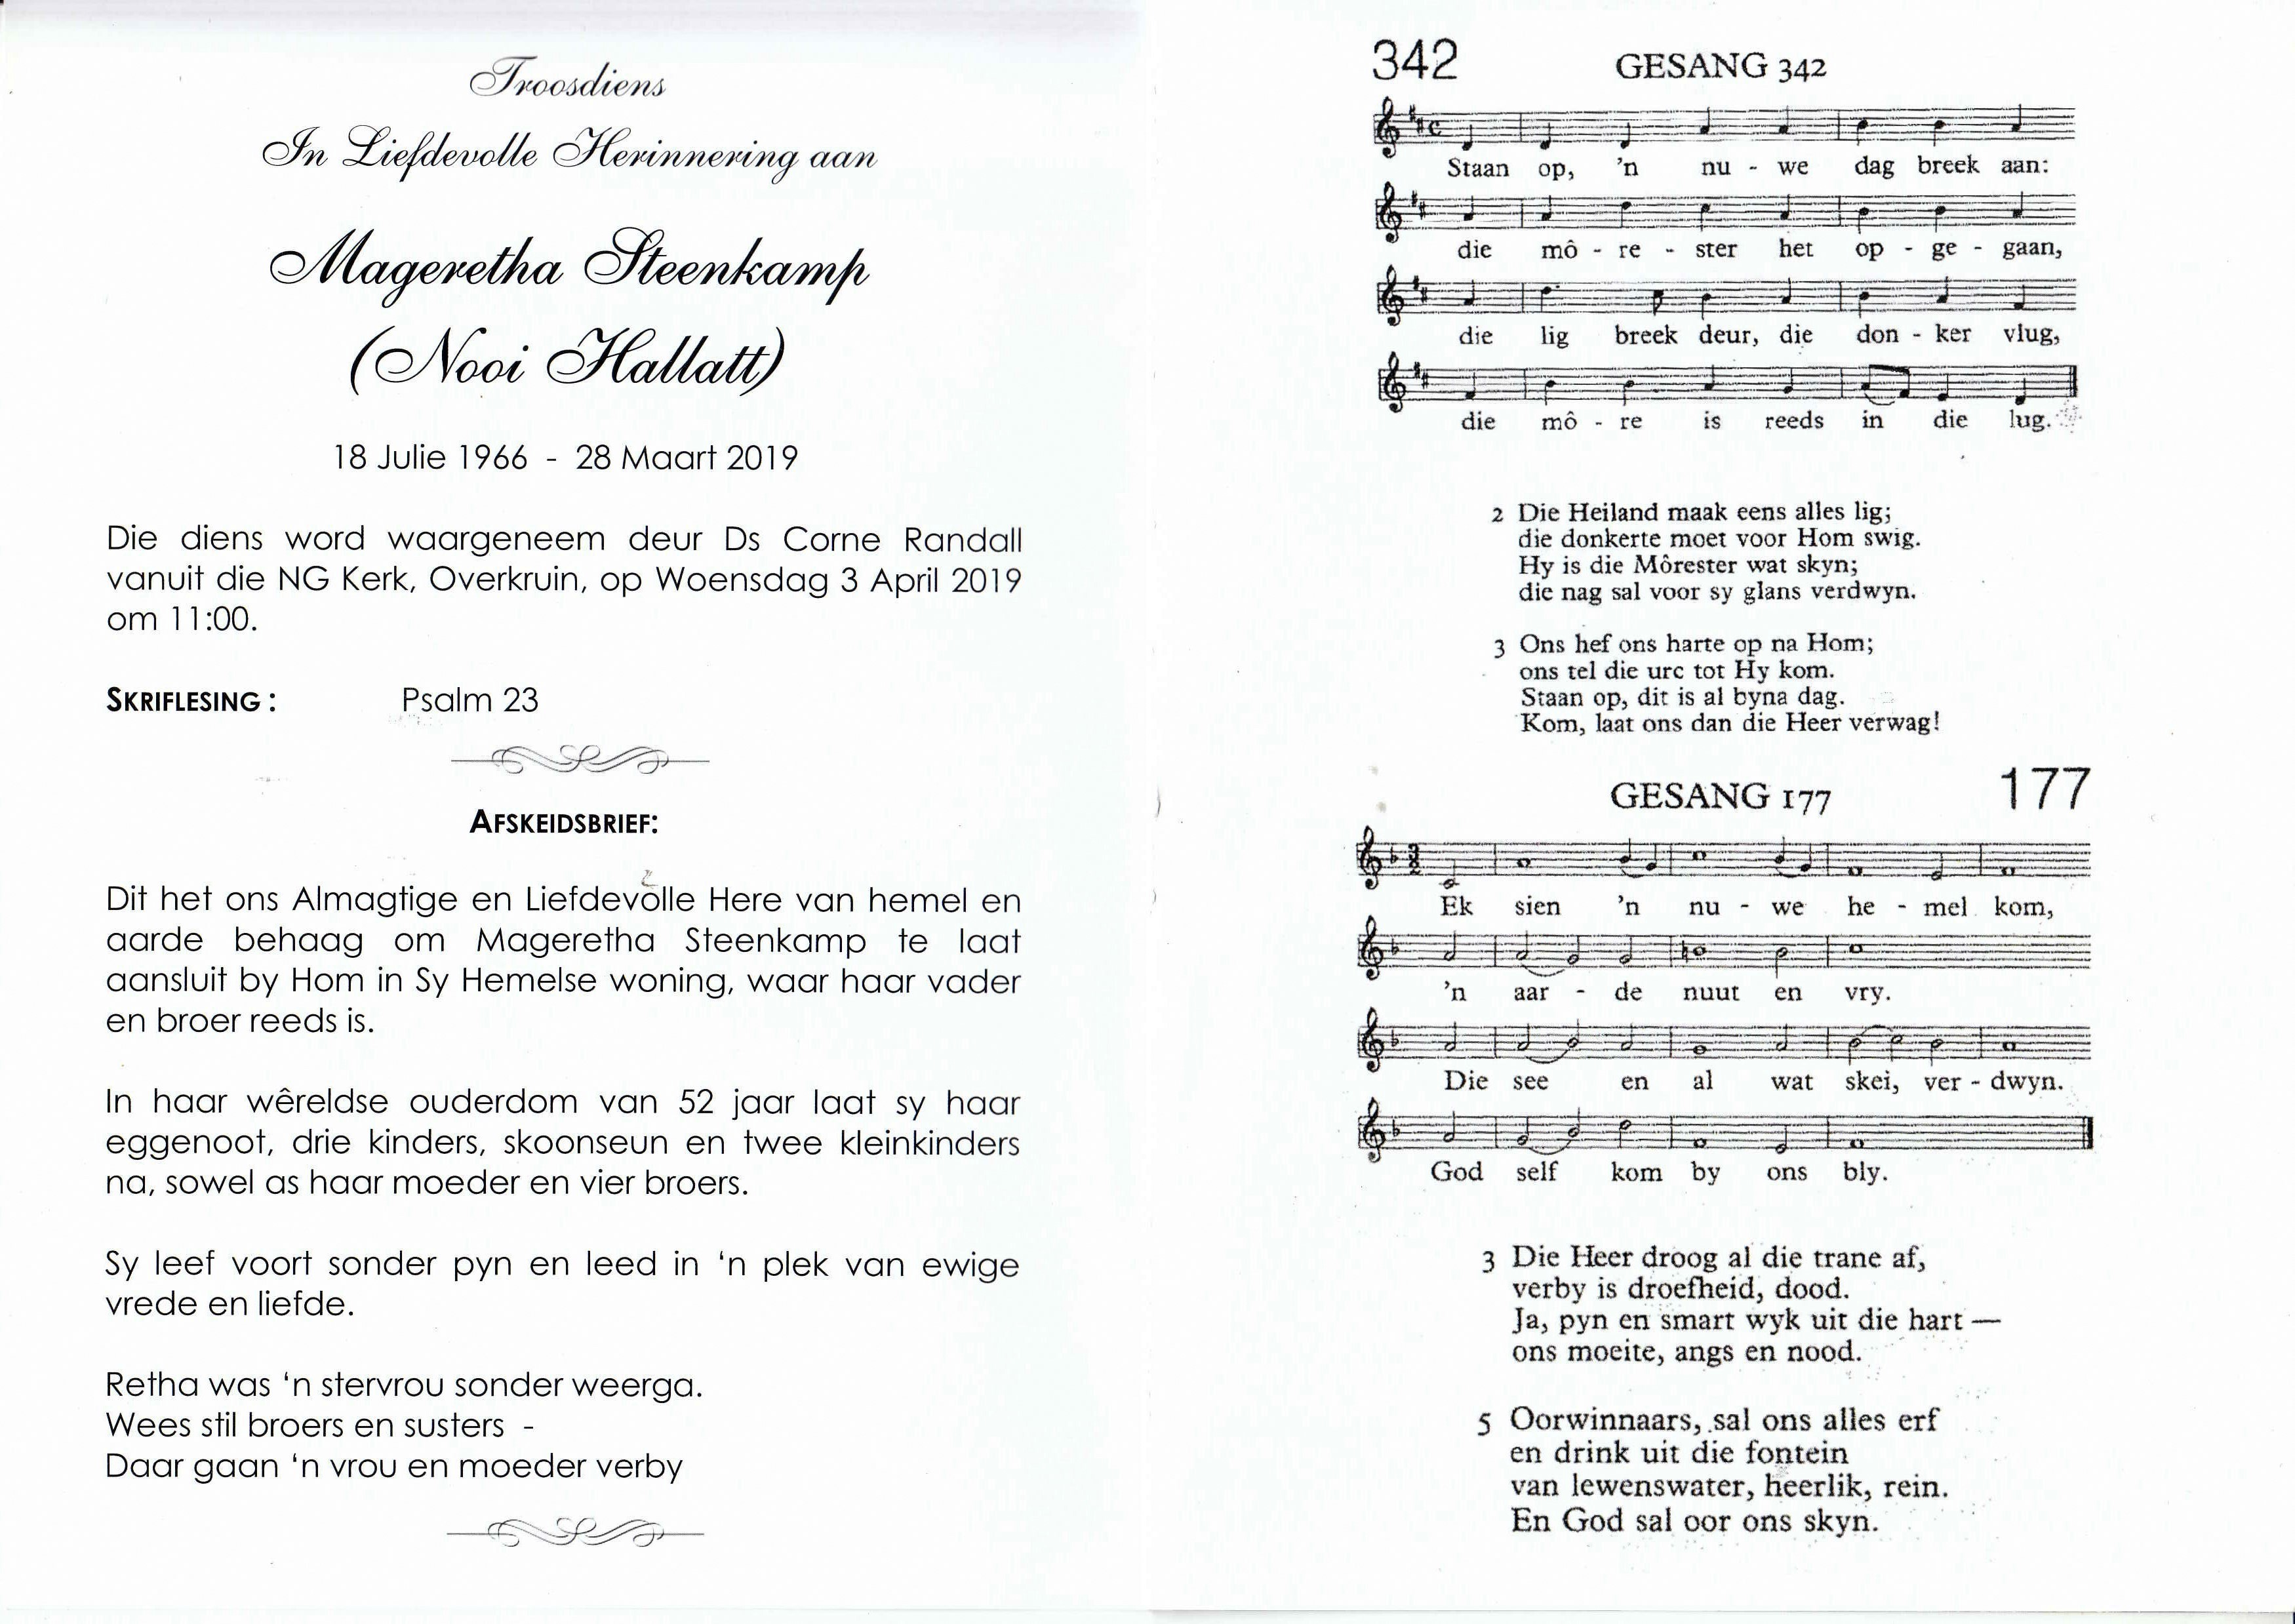 Troosdiens
In Liefdevolle Herinnering aan
Mageretha Steenkamp
(Nooi Hallatt)
18 Julie 1966 - 28 Maart 2019
Die diens word waargeneem deur Ds Corne Randall
vanuit die NG Kerk, Overkruin, op Woensdag 3 April 2019
om 11:00.
SKRIFLESING : Psalm 23
AFSKEIDSBRIEF:
Dit het ons Almagtige en Liefdevolle Here van hemel en
aarde behaag om Mageretha Steenkamp te laat
aansluit by Hom in Sy Hemelse woning, waar haar vader
en broer reeds is.
In haar wêreldse ouderdom van 52 jaar laat sy haar
eggenoot, drie kinders, skoonseun en twee kleinkinders
na, sowel as haar moeder en vier broers.
Sy leef voort sonder pyn en leed in ‘n plek van ewige
vrede en liefde.
Retha was ‘n stervrou sonder weerga.
Wees stil broers en susters -
Daar gaan ‘n vrou en moeder verby
342 GESANG 342
Staan op, ’n nu - we dag breek aan:
die mô - re - ster het op - ge - gaan,
die lig breek deur, die don - ker vlug,
die mô - re is reeds in die lug.
2 Die Heiland maak eens alles lig;
die donkerte moet voor Hom swig.
Hy is die Môrester wat skyn;
die nag sal voor sy glans verdwyn.
3 Ons hef ons harte op na Hom;
ons tel die ure tot Hy kom.
Staan op, dit is al byna dag.
Kom, laat ons dan die Heer verwag!
GESANG 177 177
Ek sien ’n nu - we he - mel kom,
’n aar - de nuut en vry.
Die see en al wat skei, ver - dwyn.
God self kom by ons bly.
3 Die Heer droog al die trane af,
verby is droefheid, dood.
Ja, pyn en smart wyk uit die hart —
ons moeite, angs en nood.
5 Oorwinnaars, sal ons alles erf
en drink uit die fontein
van lewenswater, heerlik, rein.
En God sal oor ons skyn.